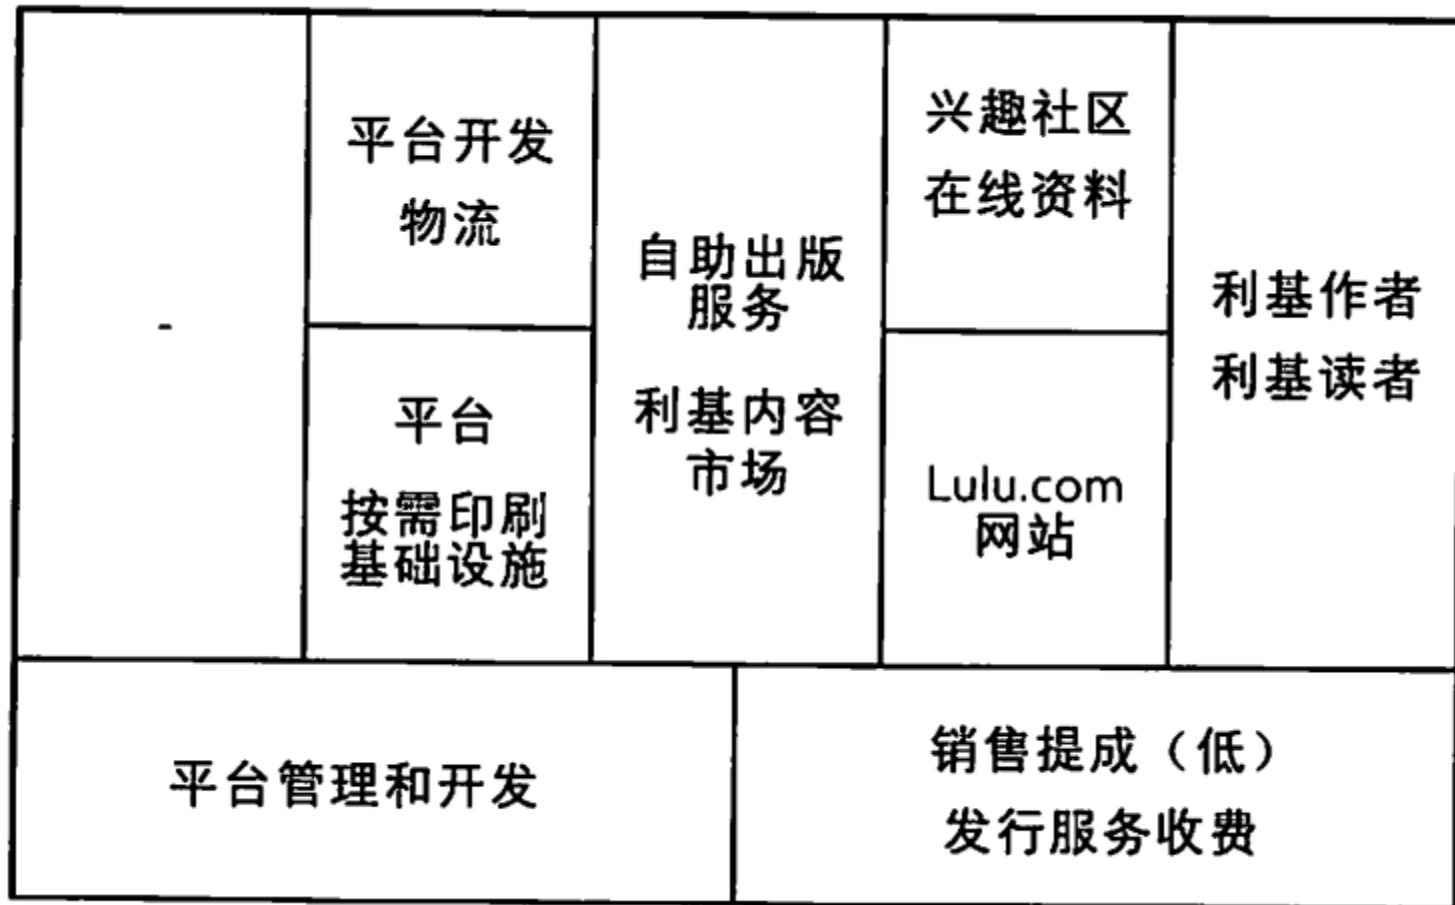 -
平台开发
物流
平台
按需印刷
基础设施
自助出版
服务
利基内容
市场
兴趣社区
在线资料
Lulu.com
网站
利基作者
利基读者
平台管理和开发
销售提成（低）
发行服务收费